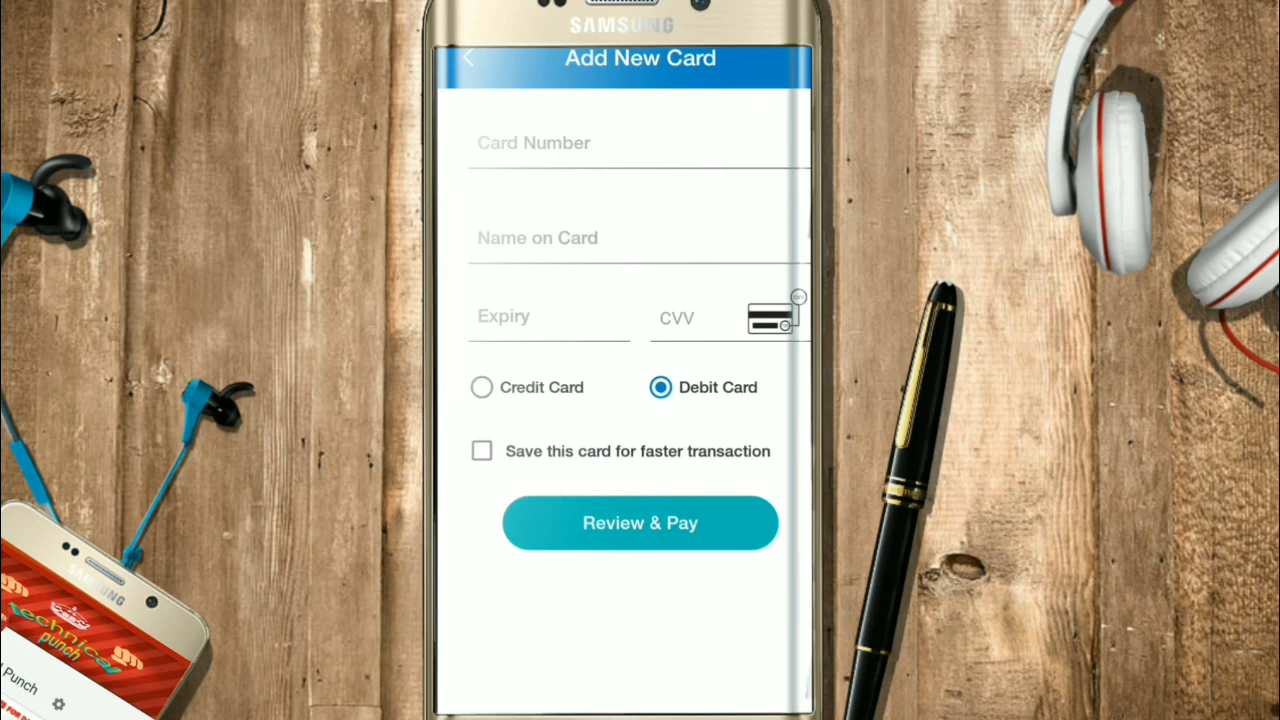 SAMSUNG
Add New Card
Card Number
Name on Card
Expiry
CVV
Credit Card
Debit Card
Save this card for faster transaction
Review & Pay
SAMSUNG
technical
punch
Punch